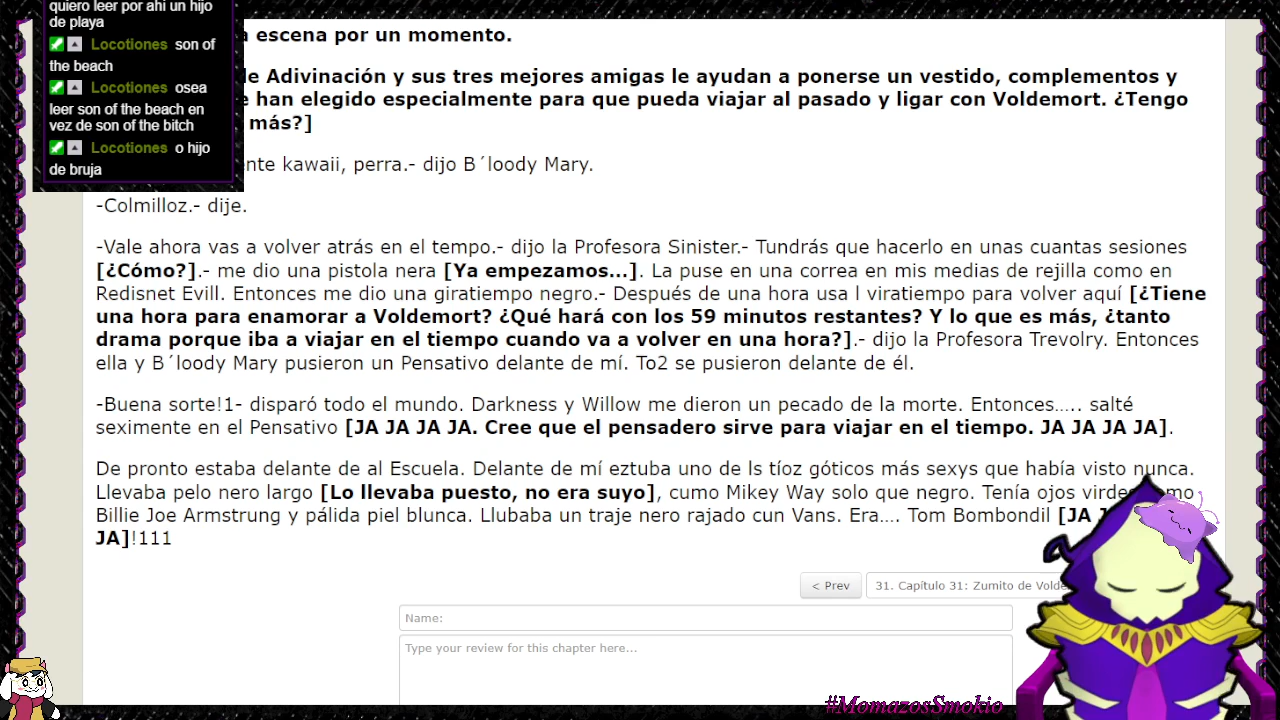 quiero leer por ahi un hijo
de playa
Locotiones son of
the beach
Locotiones osea
leer son of the beach en
vez de son of the bitch
Locotiones o hijo
de bruja
escena por un momento.
de Adivinación y sus tres mejores amigas le ayudan a ponerse un vestido, complementos y
han elegido especialmente para que pueda viajar al pasado y ligar con Voldemort. ¿Tengo
más?]
kawaii, perra.- dijo B´loody Mary.
-Colmilloz.- dije.
-Vale ahora vas a volver atrás en el tempo.- dijo la Profesora Sinister.- Tundrás que hacerlo en unas cuantas sesiones
[¿Cómo?].- me dio una pistola nera [Ya empezamos...]. La puse en una correa en mis medias de rejilla como en
Redisnet Evill. Entonces me dio una giratiempo negro.- Después de una hora usa l viratiempo para volver aquí [¿Tiene
una hora para enamorar a Voldemort? ¿Qué hará con los 59 minutos restantes? Y lo que es más, ¿tanto
drama porque iba a viajar en el tiempo cuando va a volver en una hora?].- dijo la Profesora Trevolry. Entonces
ella y B´loody Mary pusieron un Pensativo delante de mí. To2 se pusieron delante de él.
-Buena sorte!1- disparó todo el mundo. Darkness y Willow me dieron un pecado de la morte. Entonces….. salté
seximente en el Pensativo [JA JA JA JA. Cree que el pensadero sirve para viajar en el tiempo. JA JA JA JA].
De pronto estaba delante de al Escuela. Delante de mí eztuba uno de ls tíoz góticos más sexys que había visto nunca.
Llevaba pelo nero largo [Lo llevaba puesto, no era suyo], cumo Mikey Way solo que negro. Tenía ojos
Billie Joe Armstrung y pálida piel blunca. Llubaba un traje nero rajado cun Vans. Era…. Tom Bombondil [JA
JA]!111
< Prev
31. Capítulo 31: Zumito de
Name:
Type your review for this chapter here...
#MomazosSmokio